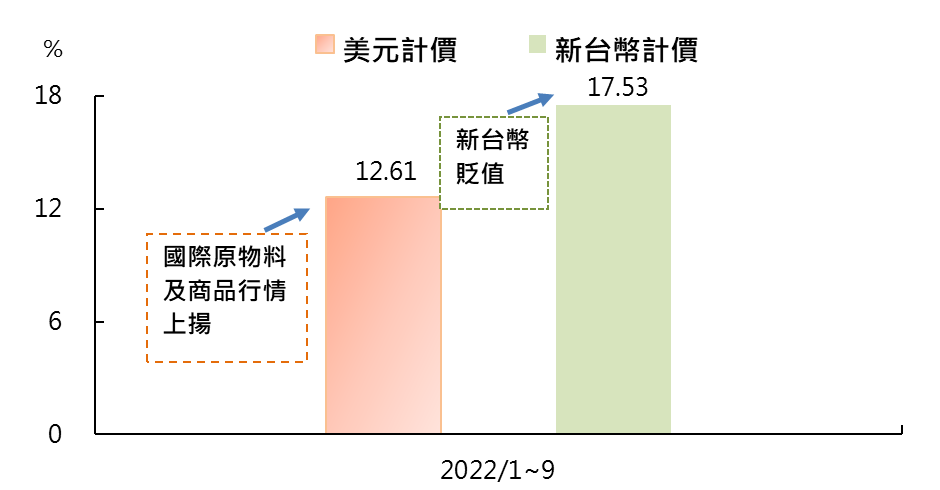 %
美元計價
新台幣計價
18
17.53
新台幣
貶值
12.61
12
國際原物料
及商品行情
上揚
6
0
2022/1~9